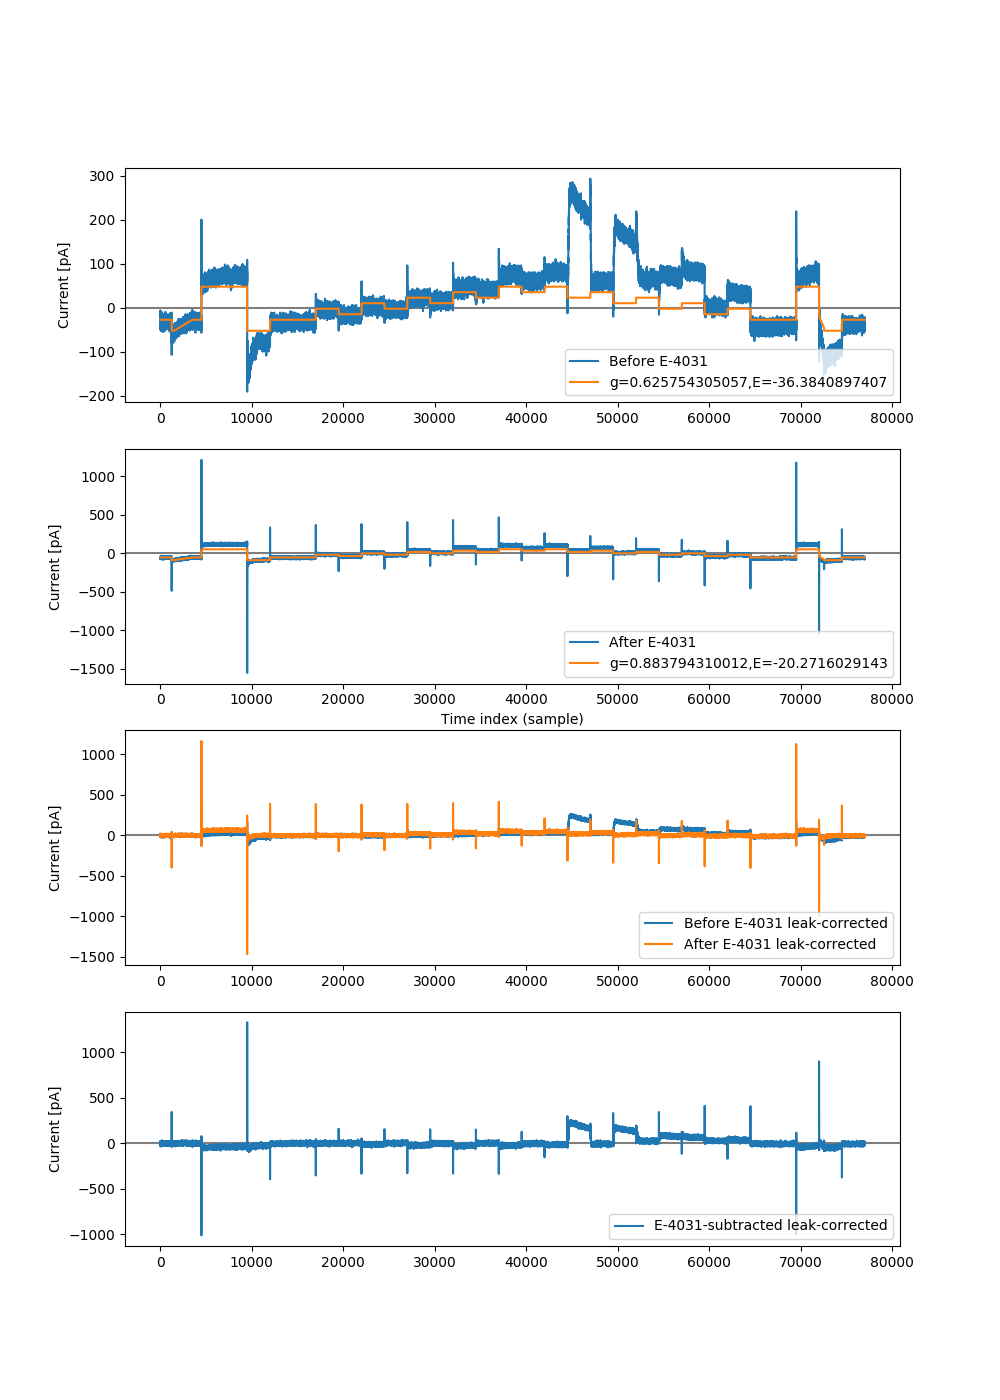 300
200
100
0
−100
−200
Current [pA]
Before E-4031
g=0.625754305057,E=-36.3840897407
0 10000 20000 30000 40000 50000 60000 70000 80000
1000
500
0
−500
−1000
−1500
Current [pA]
After E-4031
g=0.883794310012,E=-20.2716029143
0 10000 20000 30000 40000 50000 60000 70000 80000
Time index (sample)
1000
500
0
−500
−1000
−1500
Current [pA]
Before E-4031 leak-corrected
After E-4031 leak-corrected
0 10000 20000 30000 40000 50000 60000 70000 80000
1000
500
0
−500
−1000
Current [pA]
E-4031-subtracted leak-corrected
0 10000 20000 30000 40000 50000 60000 70000 80000